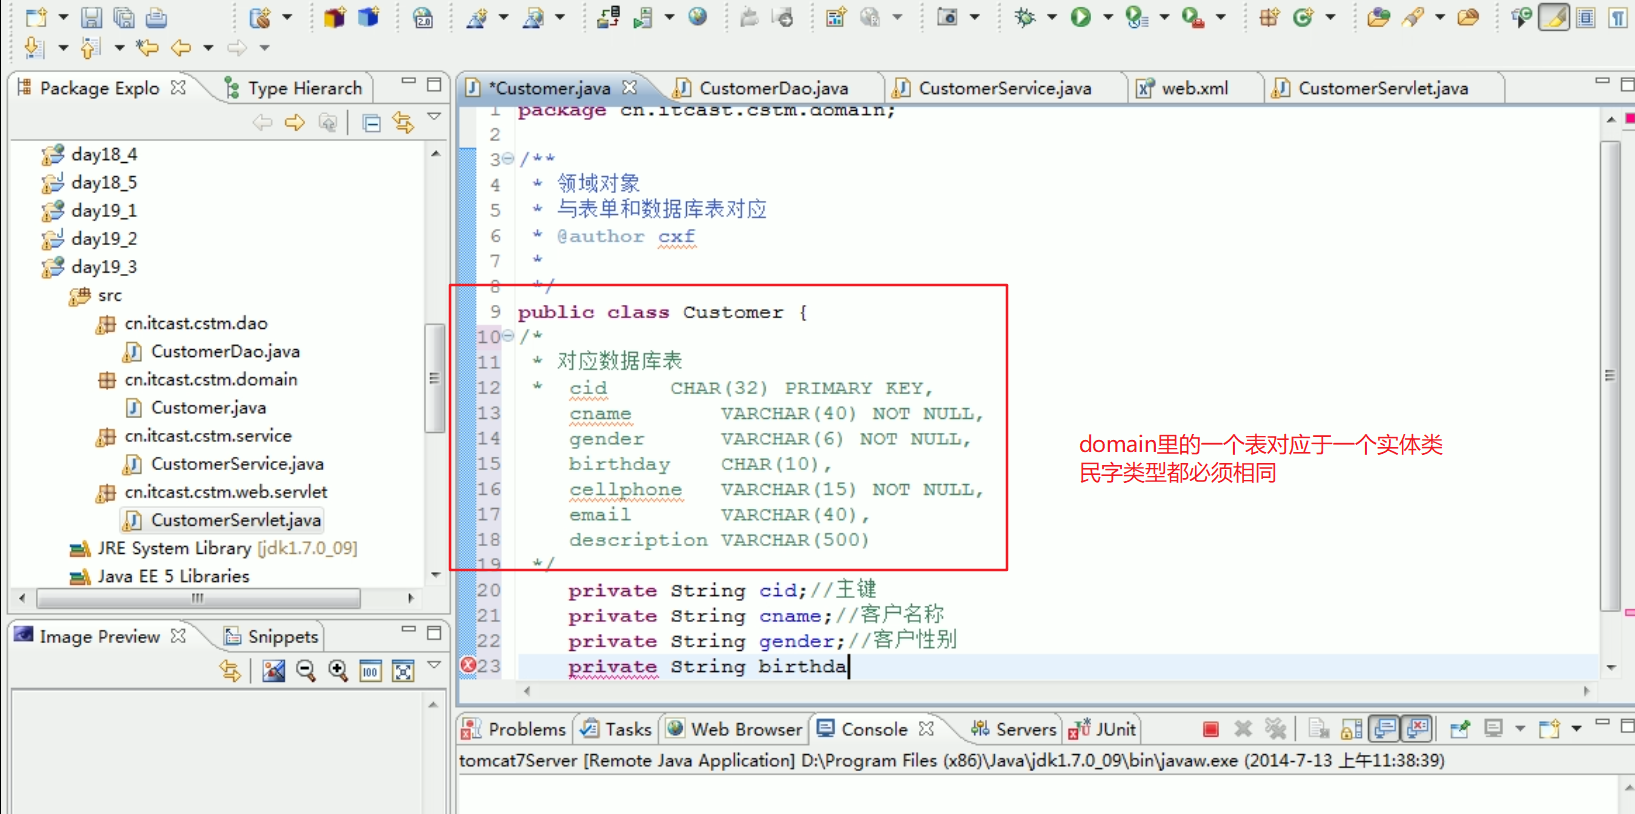 Package Explo
Type Hierarch
day18_4
day18_5
day19_1
day19_2
day19_3
src
cn.itcast.cstm.dao
CustomerDao.java
cn.itcast.cstm.domain
Customer.java
cn.itcast.cstm.service
CustomerService.java
cn.itcast.cstm.web.servlet
CustomerServlet.java
JRE System Library [jdk1.7.0_09]
Java EE 5 Libraries
Image Preview
Snippets
*Customer.java
CustomerDao.java
CustomerService.java
web.xml
CustomerServlet.java
1 package cn.itcast.cstm.domain;
2
3 /**
4 * 领域对象
5 * 与表单和数据库表对应
6 * @author cxf
7 *
8 */
9 public class Customer {
10 /*
11 * 对应数据库表
12 * cid CHAR(32) PRIMARY KEY,
13 cname VARCHAR(40) NOT NULL,
14 gender VARCHAR(6) NOT NULL,
15 birthday CHAR(10),
16 cellphone VARCHAR(15) NOT NULL,
17 email VARCHAR(40),
18 description VARCHAR(500)
19 */
20 private String cid;//主键
21 private String cname;//客户名称
22 private String gender;//客户性别
23 private String birthda
domain里的一个表对应于一个实体类
民字类型都必须相同
Problems
Tasks
Web Browser
Console
Servers
JUnit
tomcat7Server [Remote Java Application] D:\Program Files (x86)\Java\jdk1.7.0_09\bin\javaw.exe (2014-7-13 上午11:38:39)